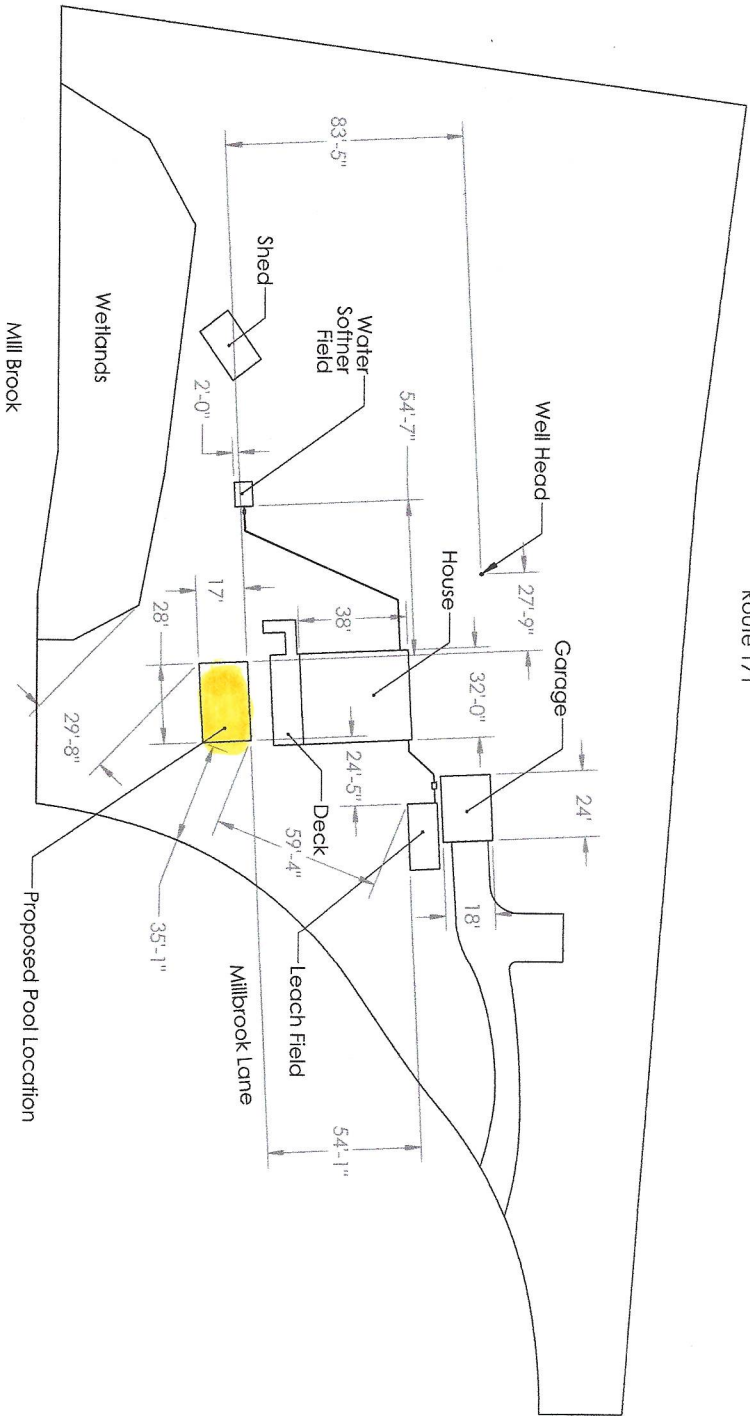 Route 171
83'-5"
Well Head
27'-9"
Garage
24'
18'
54'-7"
House
32'-0"
38'
Water
Softner
Field
Shed
2'-0"
Wetlands
Mill Brook
17'
28'
29'-8"
24'-5"
Deck
59'-4"
Leach Field
35'-1"
Millbrook Lane
54'-1"
Proposed Pool Location